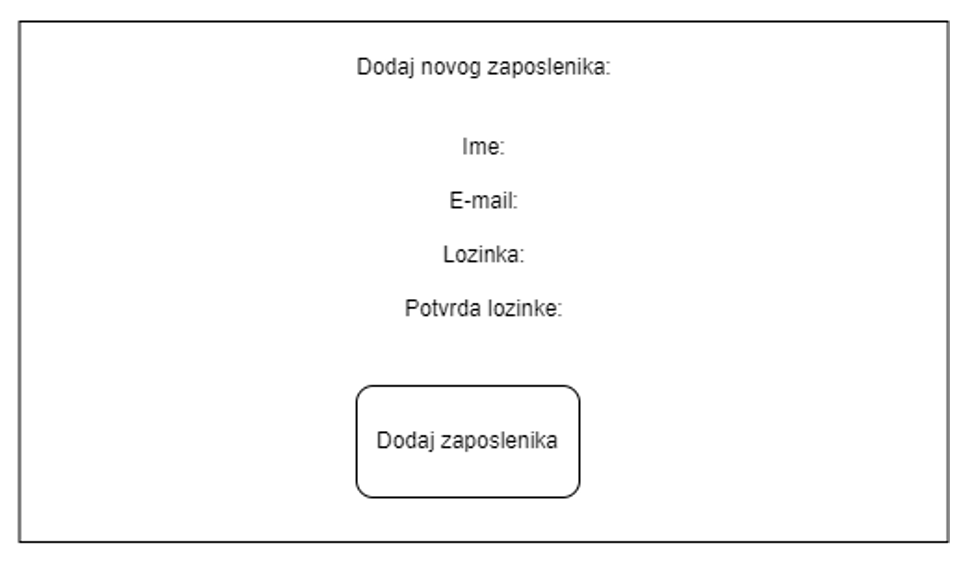 Dodaj novog zaposlenika:
Ime:
E-mail:
Lozinka:
Potvrda lozinke:
Dodaj zaposlenika